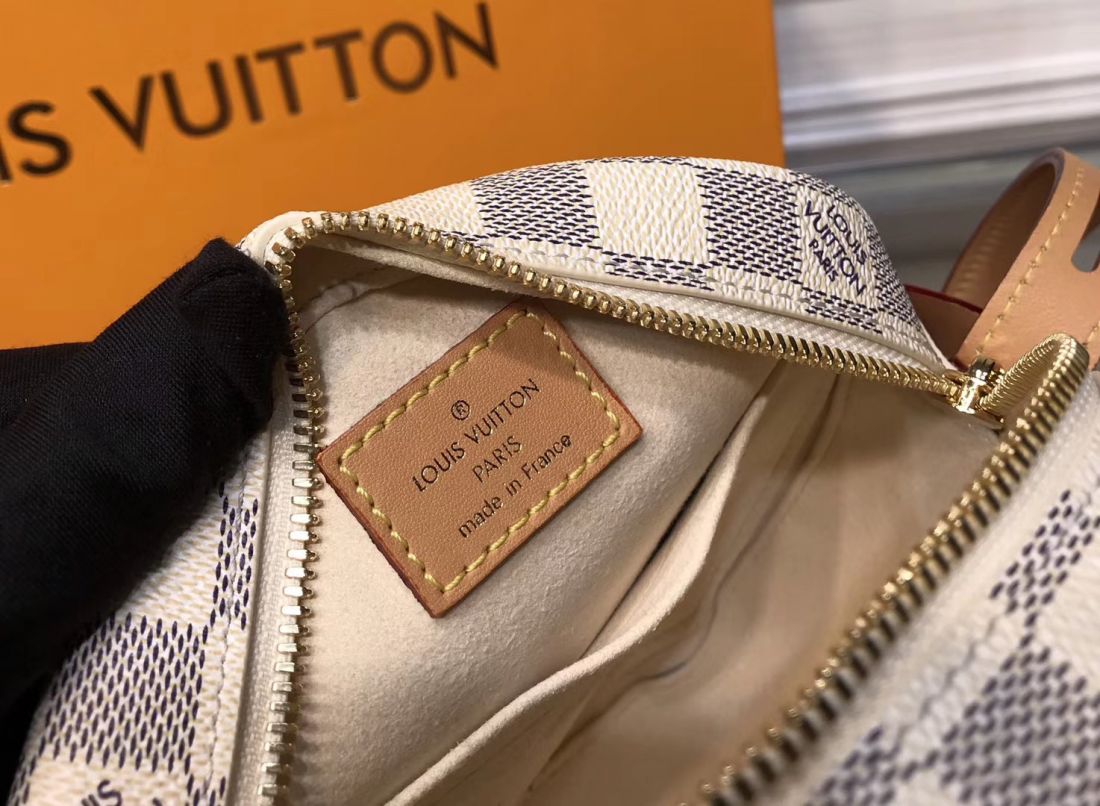 IS VUITTON
LOUIS
VUITTON
PARIS
®
LOUIS VUITTON
PARIS
made in France